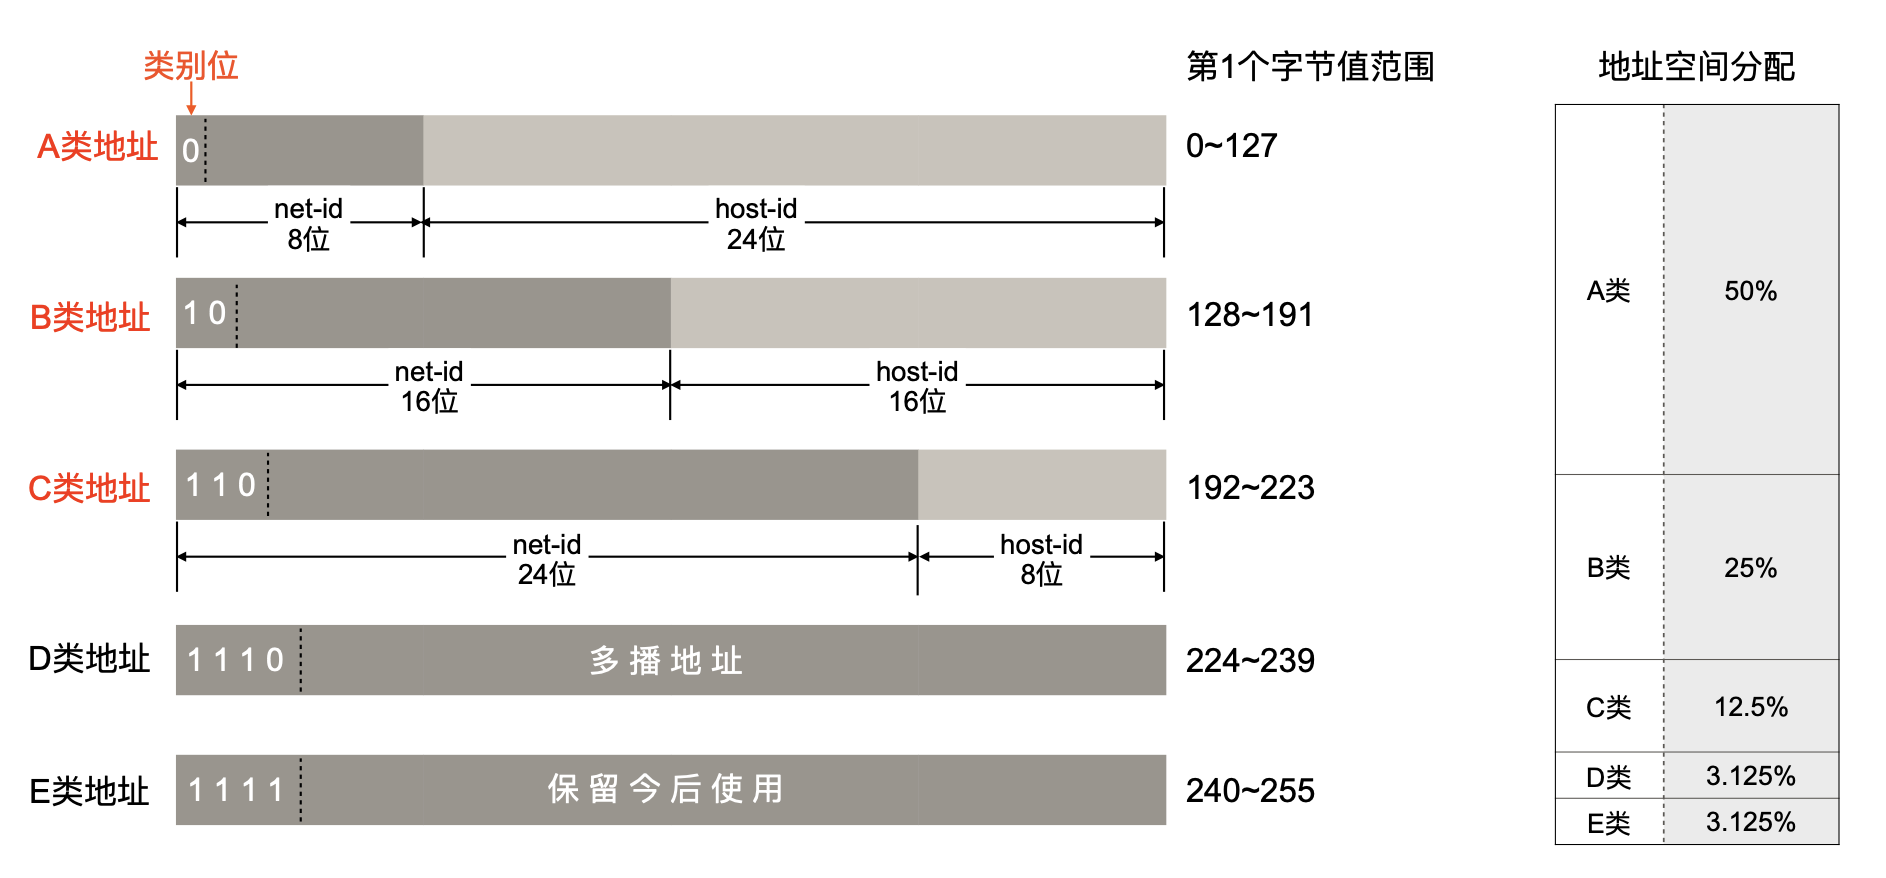 类别位
第1个字节值范围
地址空间分配
A类地址
0
0~127
net-id
8位
host-id
24位
B类地址
1 0
128~191
net-id
16位
host-id
16位
C类地址
1 1 0
192~223
net-id
24位
host-id
8位
D类地址
1 1 1 0
多播地址
224~239
E类地址
1 1 1 1
保留今后使用
240~255
A类
50%
B类
25%
C类
12.5%
D类
3.125%
E类
3.125%